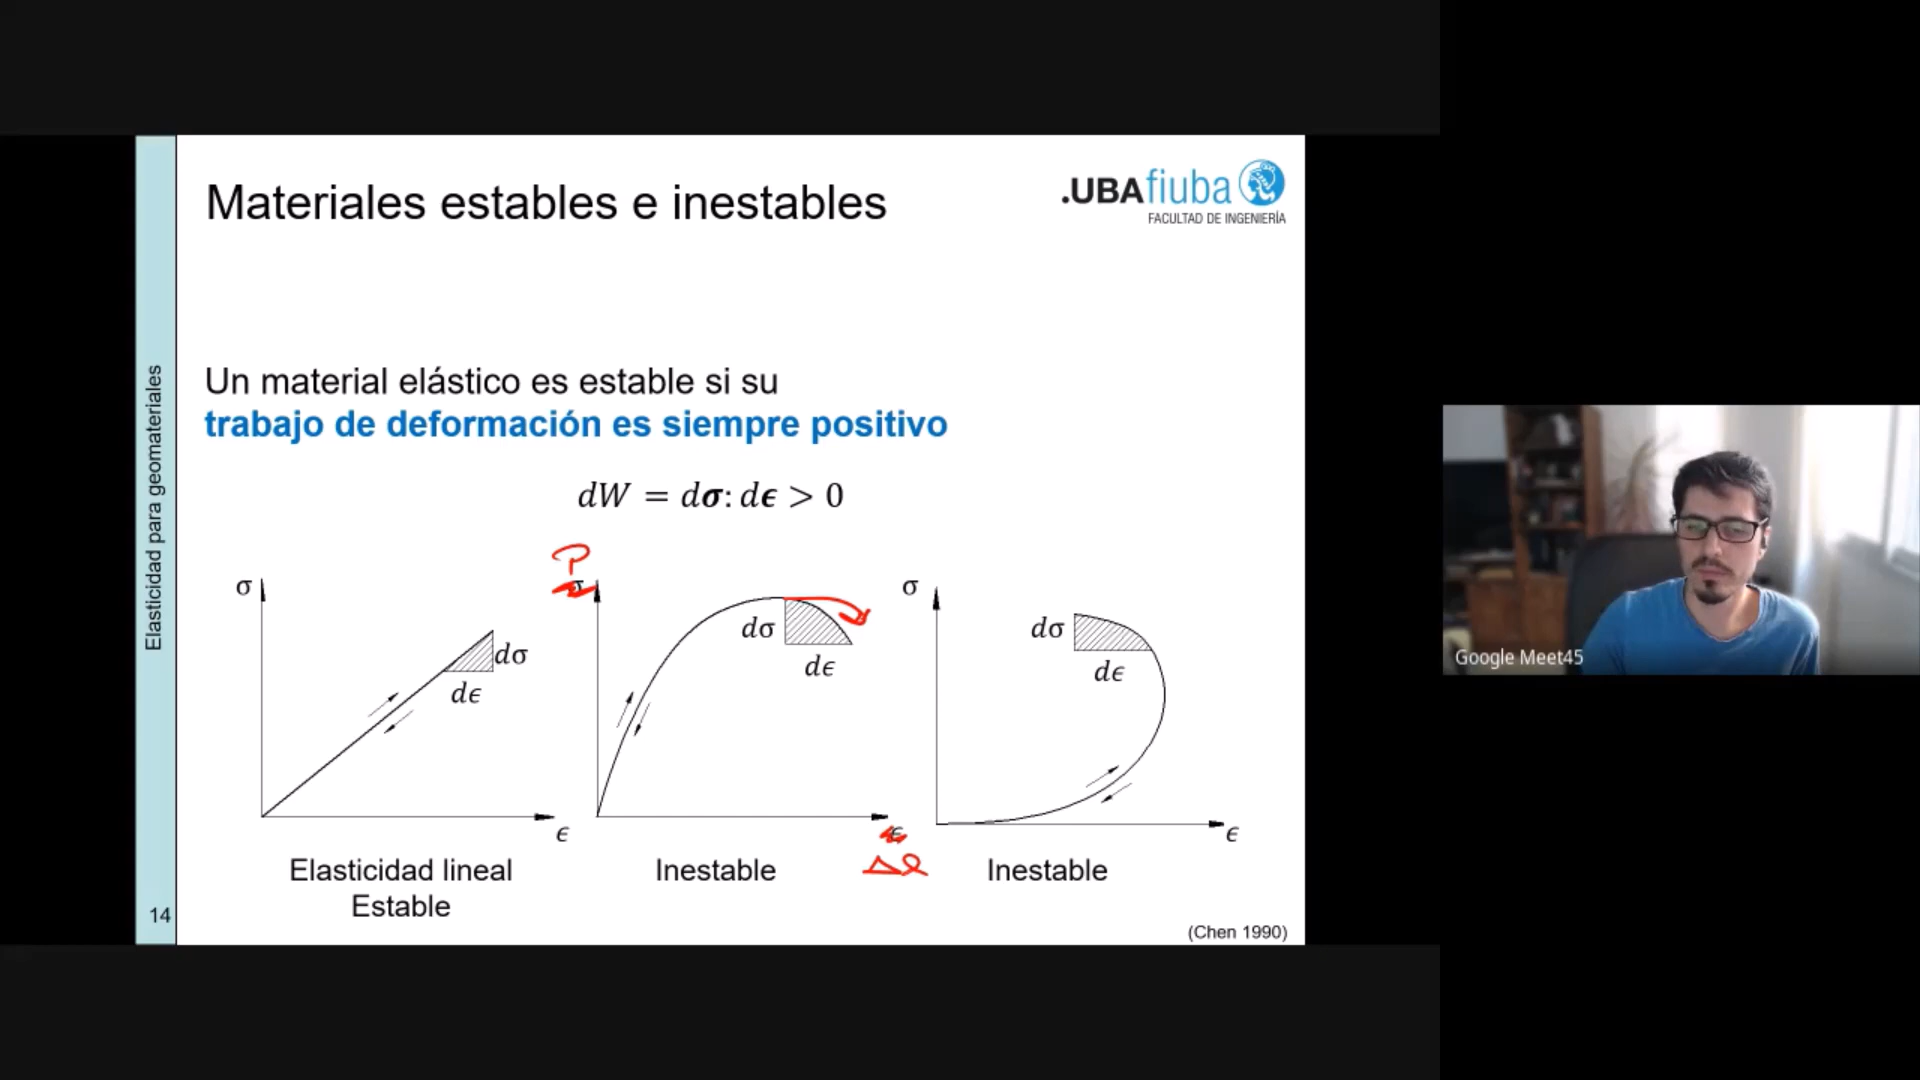 Materiales estables e inestables
.UBAfiuba
FACULTAD DE INGENIERÍA
Elasticidad para geomateriales
Un material elástico es estable si su
trabajo de deformación es siempre positivo
dW = dσ: dϵ > 0
σ
dσ
dϵ
ϵ
Elasticidad lineal
Estable
P
σ
dσ
dϵ
ϵ
Δl
Inestable
σ
dσ
dϵ
ϵ
Inestable
14
(Chen 1990)
Google Meet45